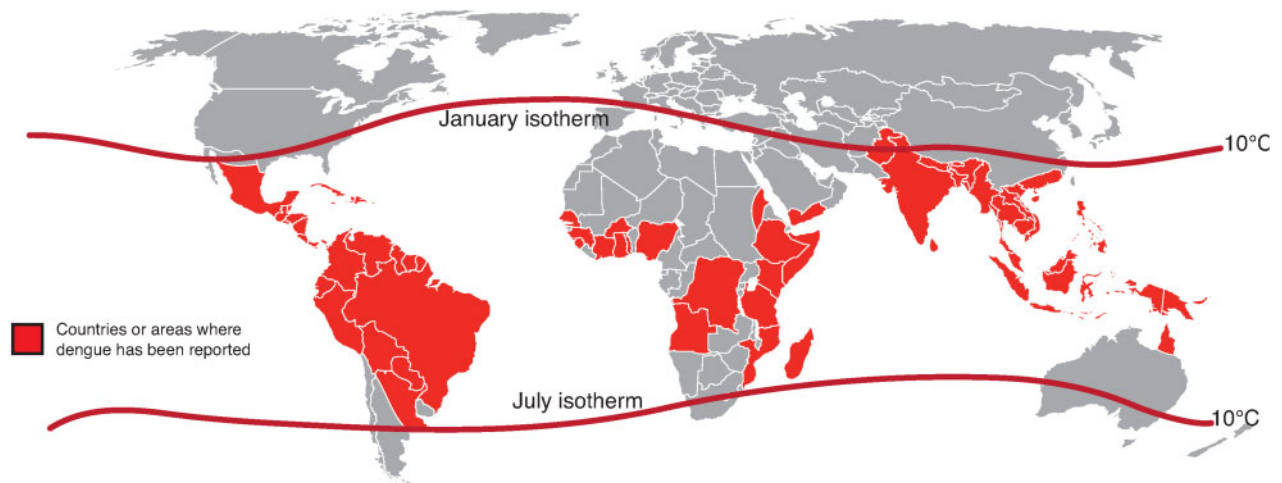 January isotherm
10°C
Countries or areas where
dengue has been reported
July isotherm
10°C